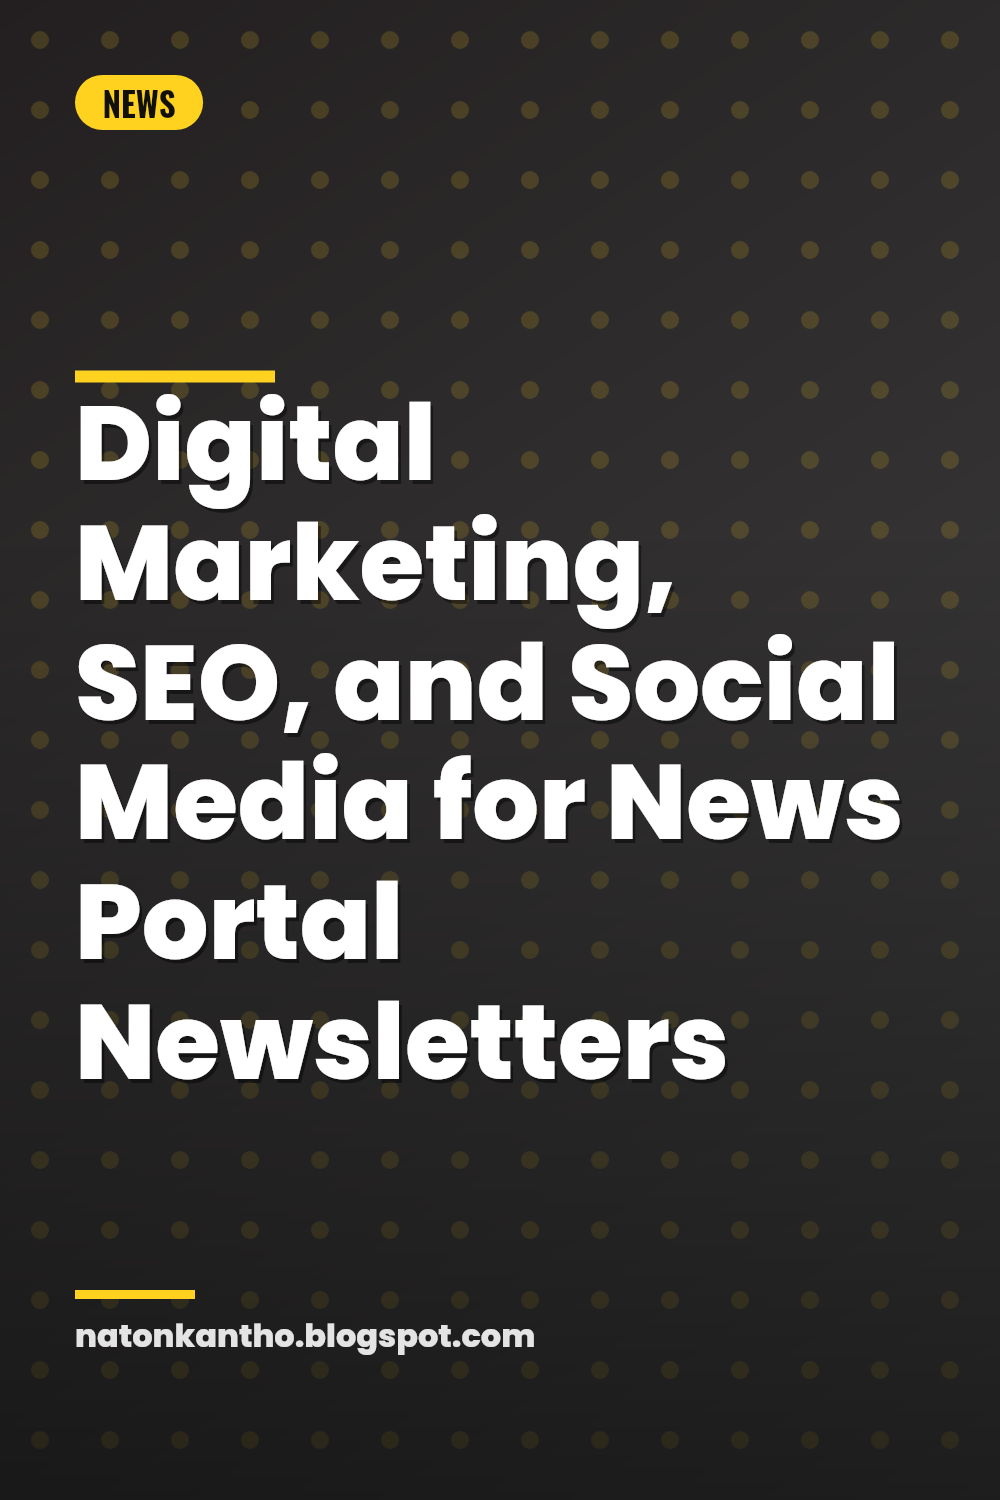 NEWS
Digital
Marketing,
SEO, and Social
Media for News
Portal
Newsletters
natonkantho.blogspot.com